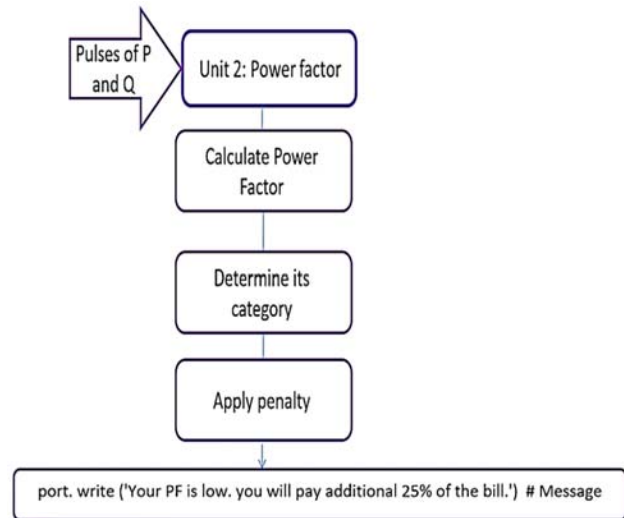 Pulses of P
and Q
Unit 2: Power factor
Calculate Power
Factor
Determine its
category
Apply penalty
port. write ('Your PF is low. you will pay additional 25% of the bill.') # Message